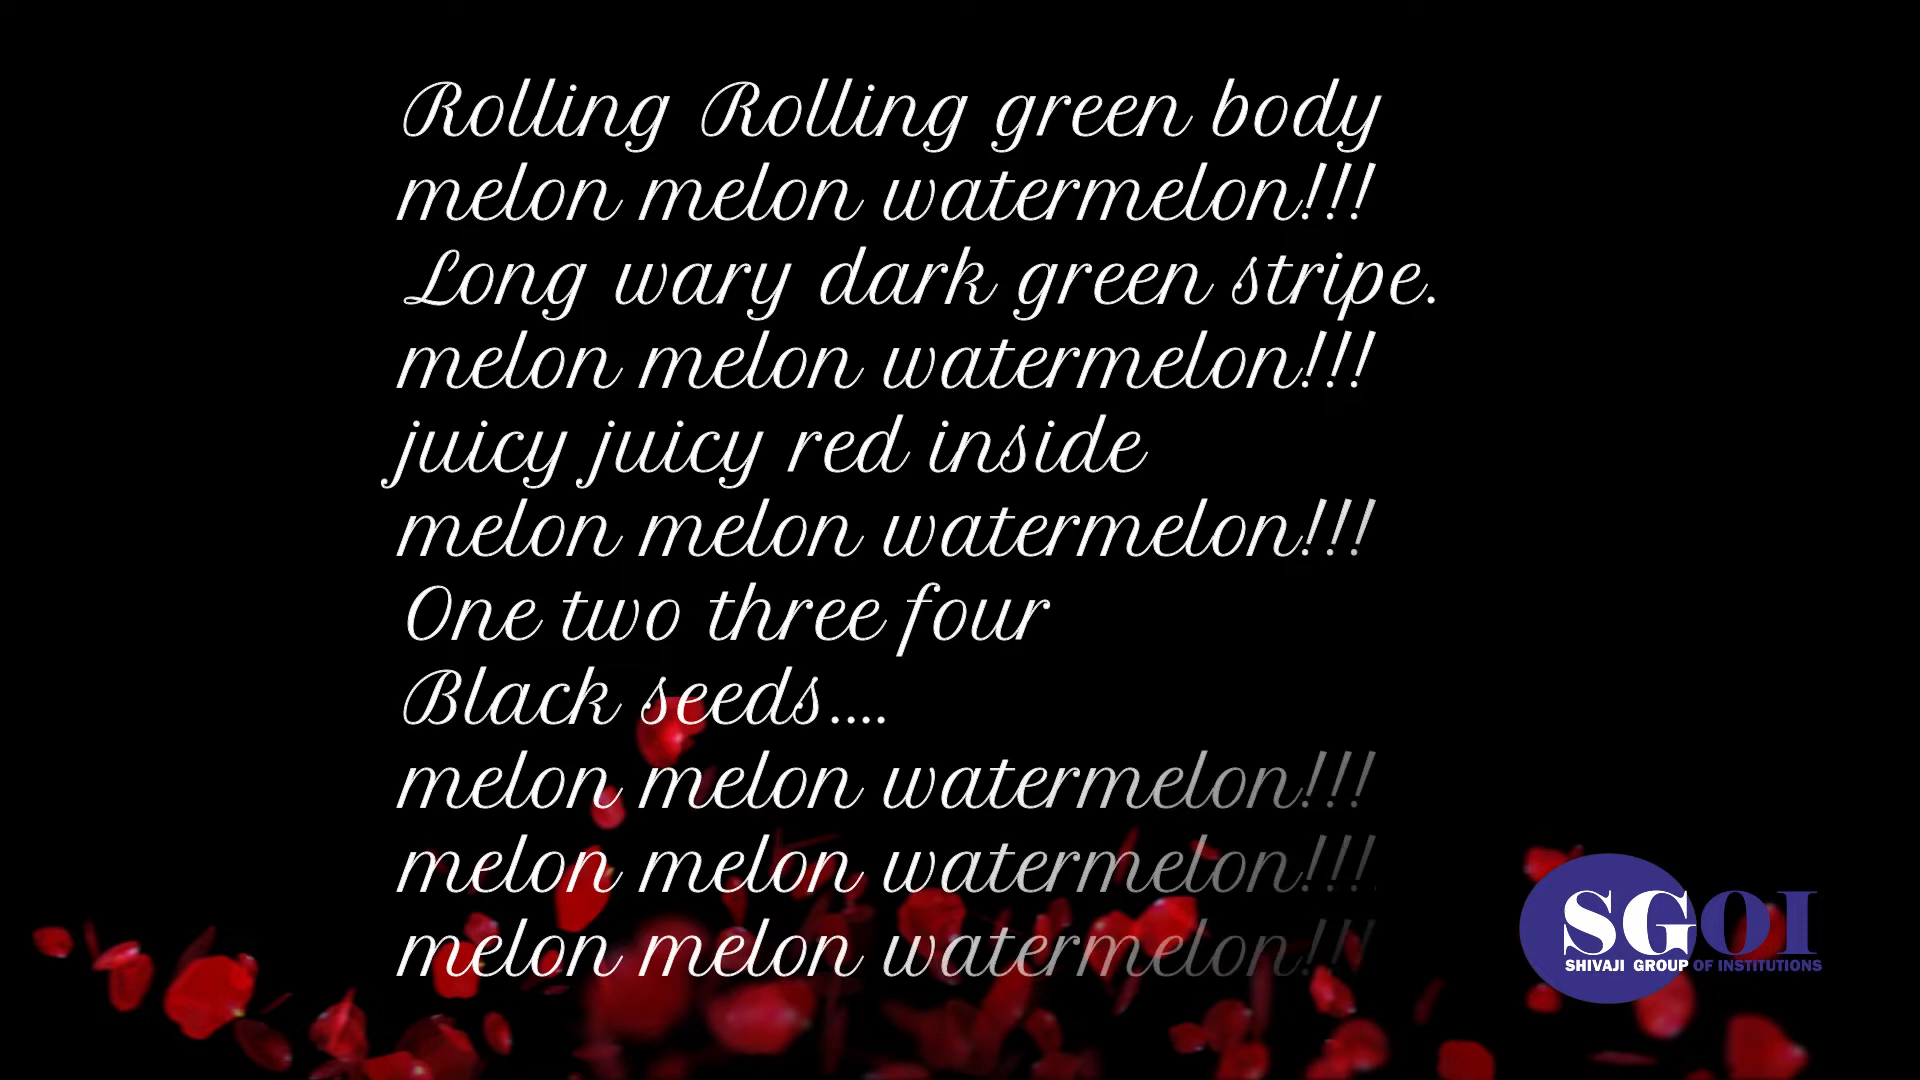 Rolling Rolling green body
melon melon watermelon!!!
Long wary dark green stripe.
melon melon watermelon!!!
juicy juicy red inside
melon melon watermelon!!!
One two three four
Black seeds....
melon melon watermelon!!!
melon melon watermelon!!!
melon melon watermelon!!!
SGOI
SHIVAJI GROUP OF INSTITUTIONS